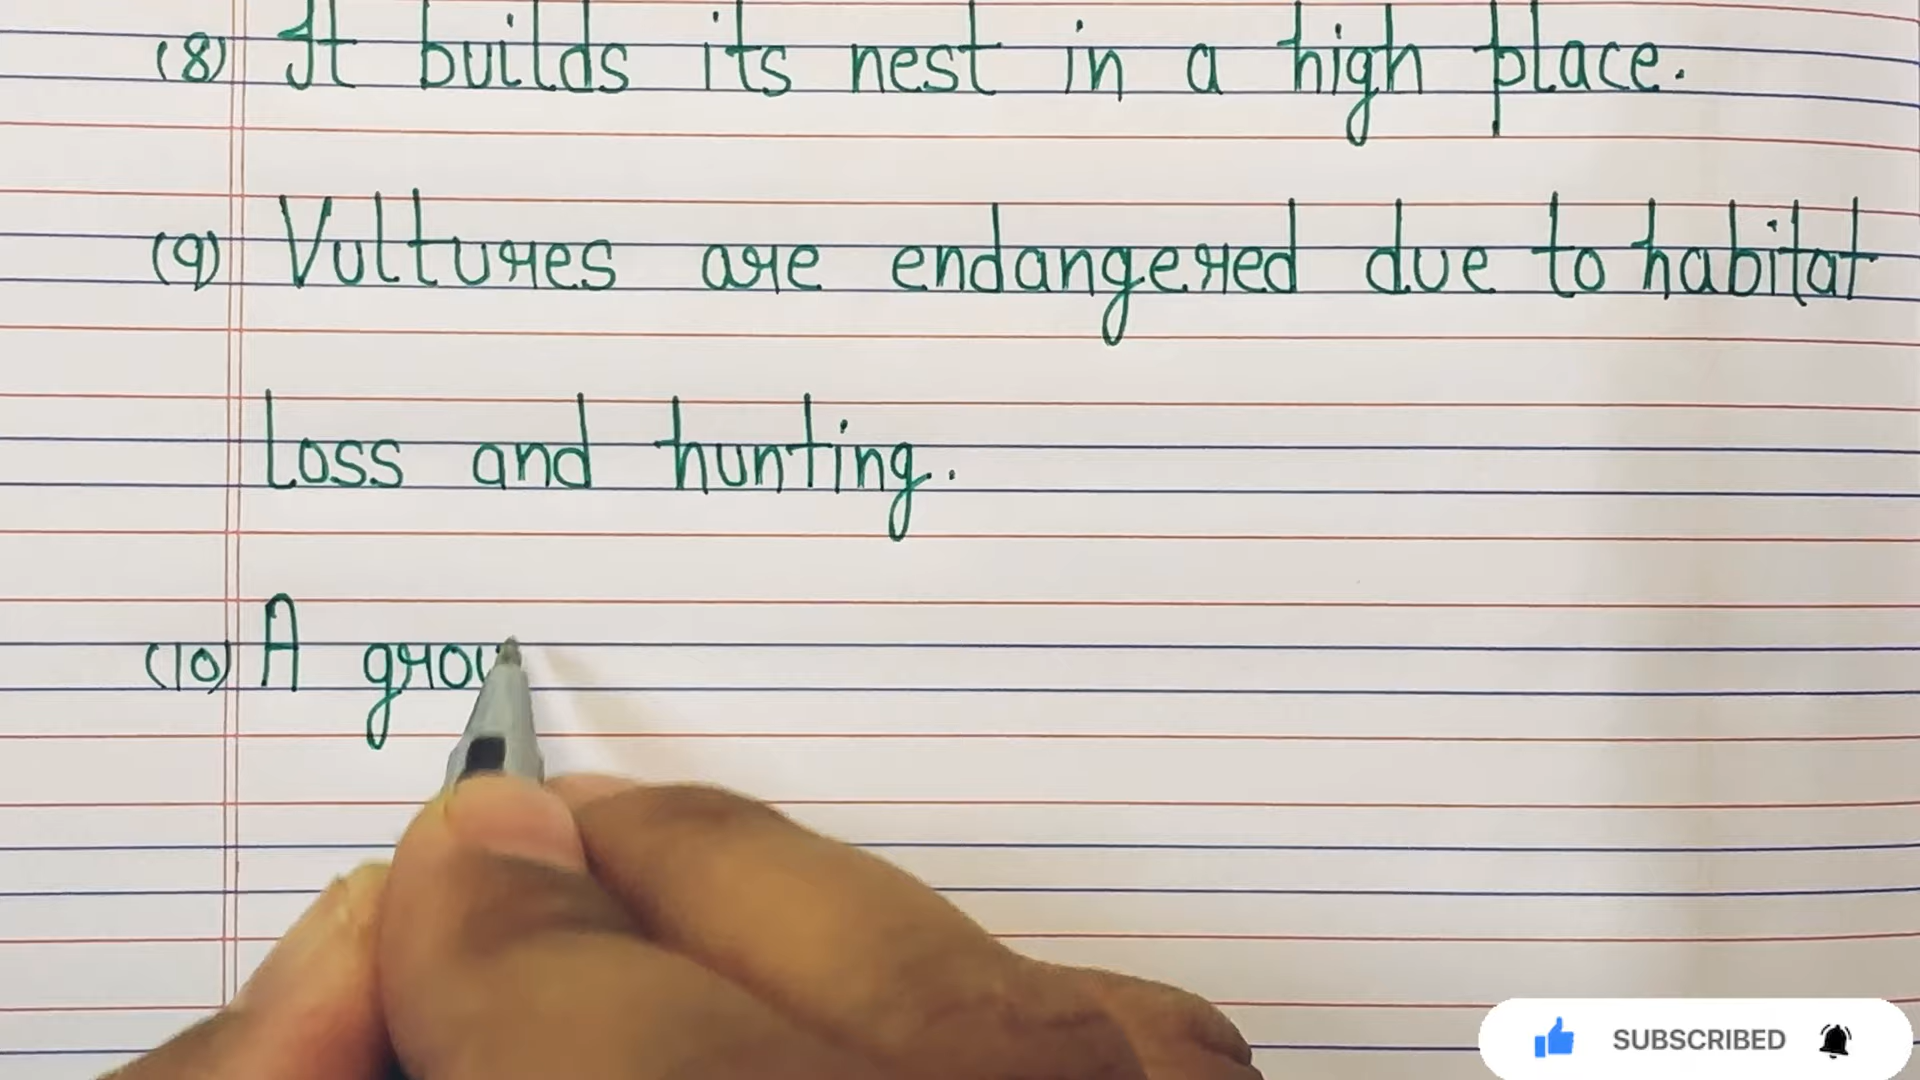 (8) It builds its nest in a high place.
(9) Vultures are endangered due to habitat
loss and hunting.
(10) A grou
SUBSCRIBED